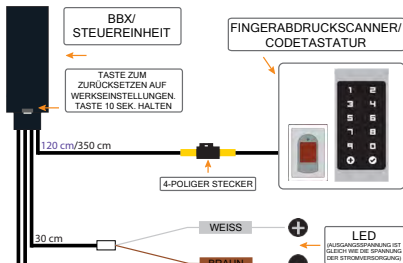 BBX/
STEUEREINHEIT
FINGERABDRUCKSCANNER/
CODETASTATUR
TASTE ZUM
ZURÜCKSETZEN AUF
WERKSEINSTELLUNGEN.
TASTE 10 SEK. HALTEN
1 2
3 4
5 6
7 8
9 0
120 cm/350 cm
4-POLIGER STECKER
WEISS
30 cm
LED
(AUSGANGSSPANNUNG IST
GLEICH WIE DIE SPANNUNG
DER STROMVERSORGUNG)
BRAUN